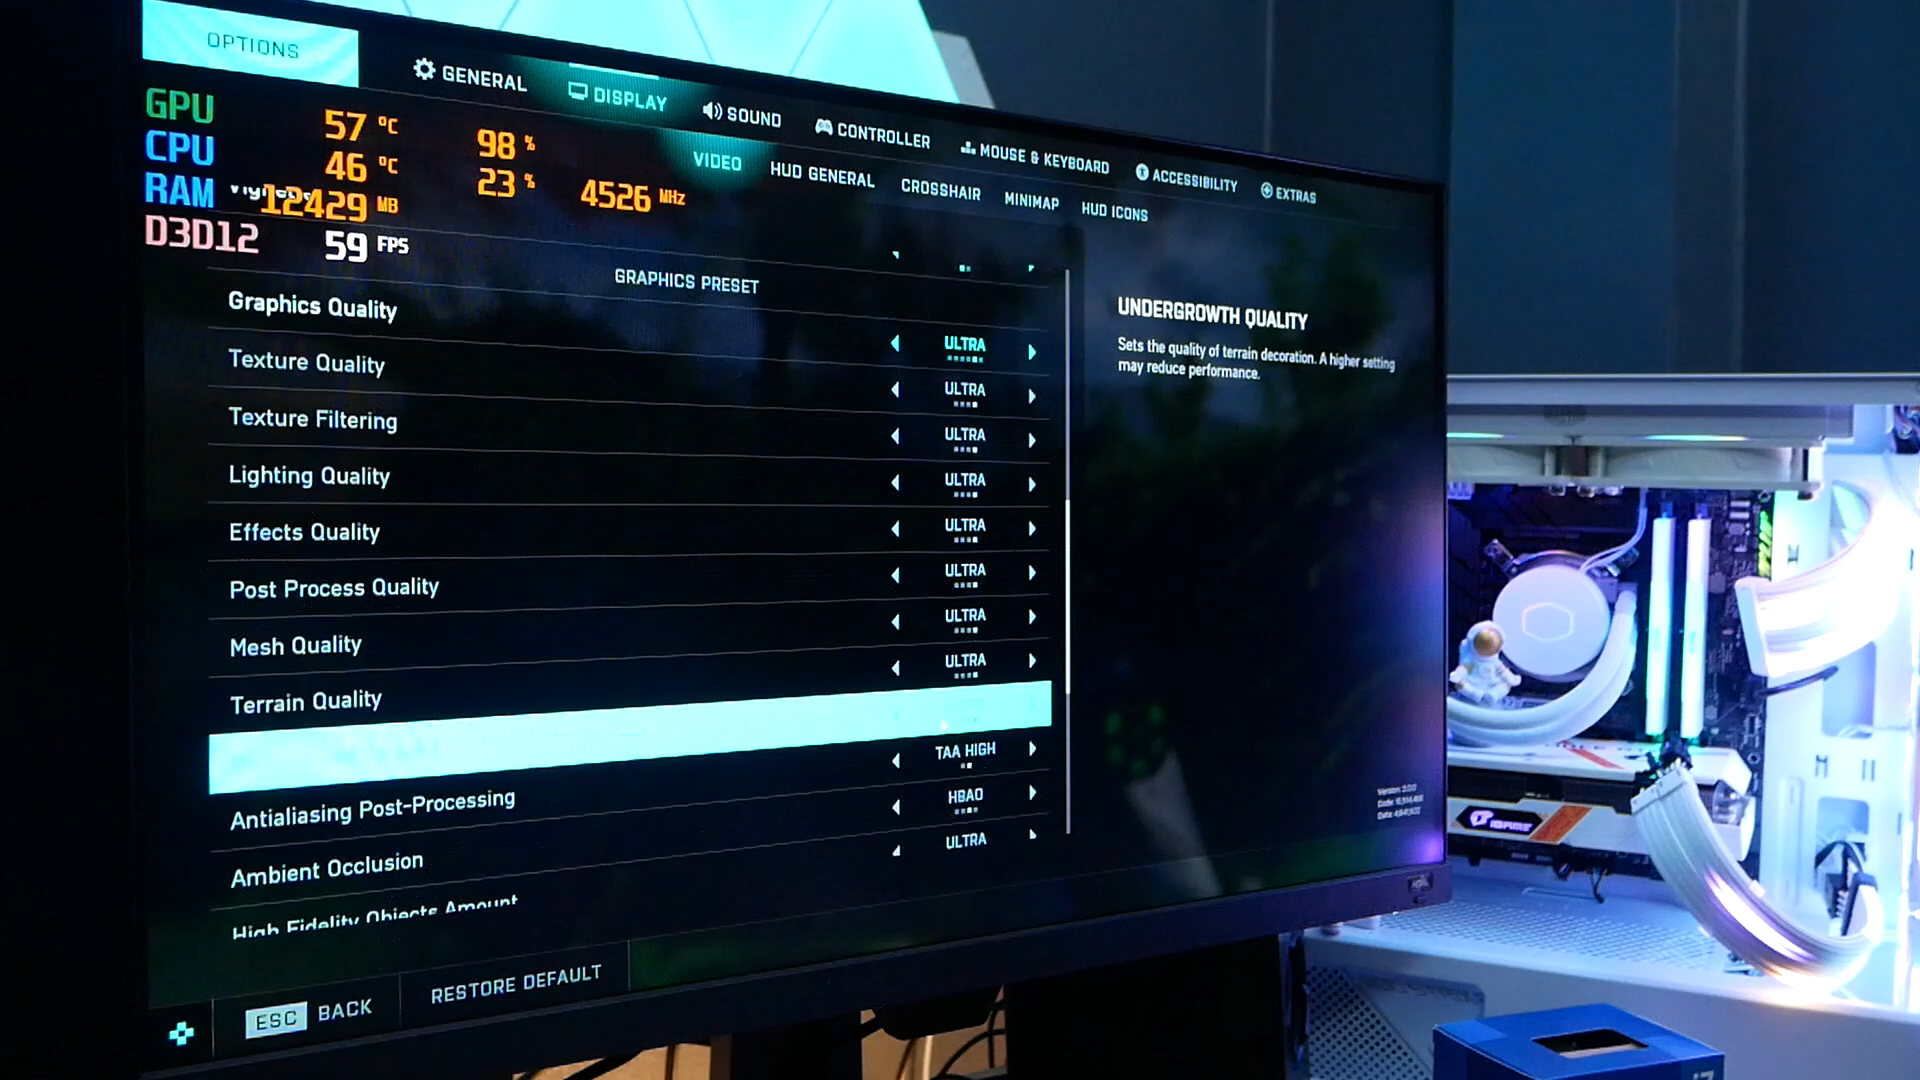 OPTIONS
GENERAL
DISPLAY
SOUND
CONTROLLER
MOUSE & KEYBOARD
ACCESSIBILITY
EXTRAS
VIDEO
HUD GENERAL
CROSSHAIR
MINIMAP
HUD ICONS
GPU 57 °C 98 %
CPU 46 °C 23 % 4526 MHz
RAM 12429 MB
D3D12 59 FPS
GRAPHICS PRESET
Graphics Quality ULTRA
Texture Quality ULTRA
Texture Filtering ULTRA
Lighting Quality ULTRA
Effects Quality ULTRA
Post Process Quality ULTRA
Mesh Quality ULTRA
Terrain Quality ULTRA
Antialiasing Post-Processing TAA HIGH
Ambient Occlusion HBAO
High Fidelity Objects Amount ULTRA
UNDERGROWTH QUALITY
Sets the quality of terrain decoration. A higher setting
may reduce performance.
ESC BACK
RESTORE DEFAULT